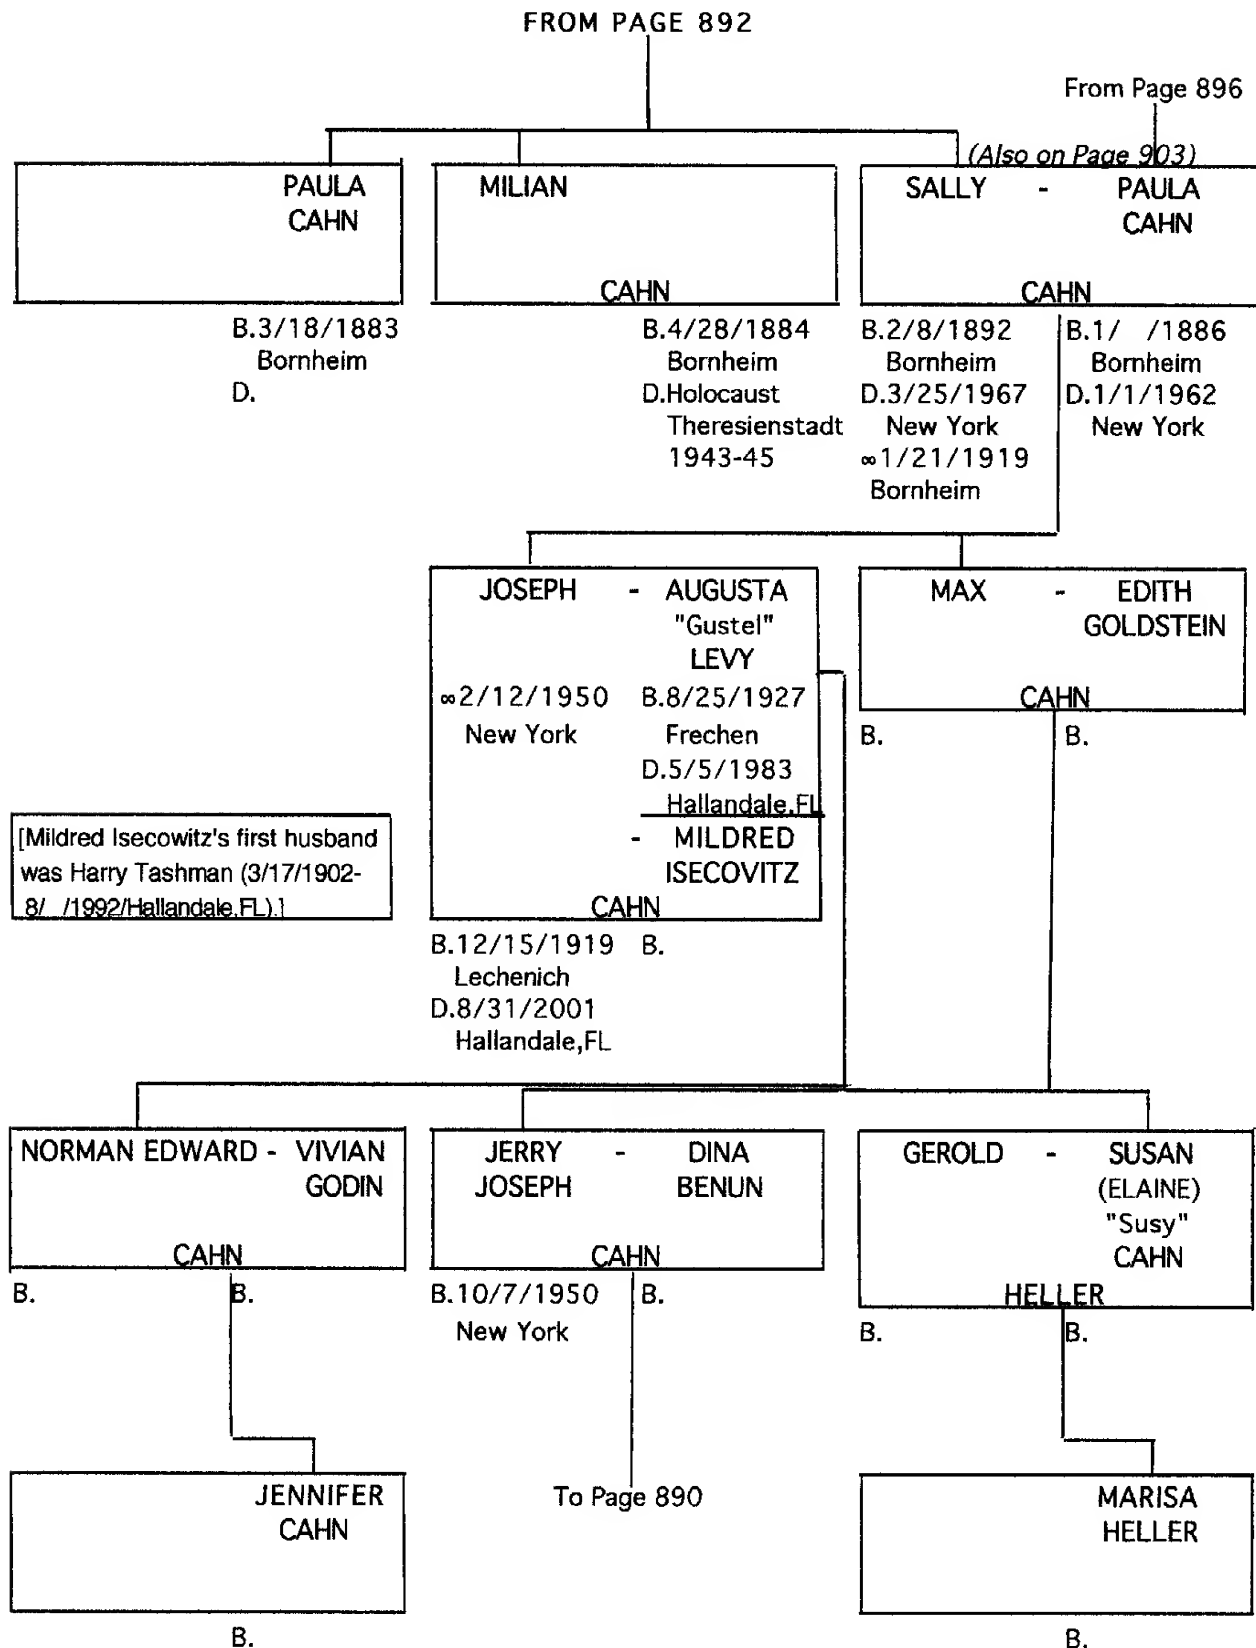 FROM PAGE 892
From Page 896
(Also on Page 903)
PAULA
CAHN
B.3/18/1883
Bornheim
D.
MILIAN
CAHN
B.4/28/1884
Bornheim
D.Holocaust
Theresienstadt
1943-45
SALLY - PAULA
CAHN
CAHN
B.2/8/1892 B.1/ /1886
Bornheim Bornheim
D.3/25/1967 D.1/1/1962
New York New York
∞1/21/1919
Bornheim
JOSEPH - AUGUSTA
"Gustel"
LEVY
∞2/12/1950 B.8/25/1927
New York Frechen
D.5/5/1983
Hallandale,FL
- MILDRED
ISECOVITZ
CAHN
B.12/15/1919 B.
Lechenich
D.8/31/2001
Hallandale,FL
MAX - EDITH
GOLDSTEIN
CAHN
B. B.
[Mildred Isecowitz's first husband
was Harry Tashman (3/17/1902-
8/ /1992/Hallandale,FL).]
NORMAN EDWARD - VIVIAN
GODIN
CAHN
B. B.
JERRY - DINA
JOSEPH BENUN
CAHN
B.10/7/1950 B.
New York
GEROLD - SUSAN
(ELAINE)
"Susy"
CAHN
HELLER
B. B.
JENNIFER
CAHN
B.
To Page 890
MARISA
HELLER
B.